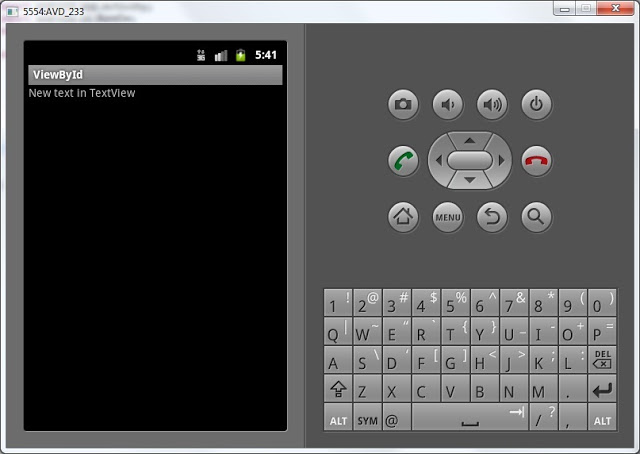 5554:AVD_233
3G 5:41
ViewById
New text in TextView
MENU
1 ! 2 @ 3 # 4 $ 5 % 6 ^ 7 & 8 * 9 ( 0 )
Q | W ~ E " R ` T { Y } U _ I - O + P =
A S \ D ' F [ G ] H < J > K ; L : DEL
Z X C V B N M .
ALT SYM @ / ? , ALT